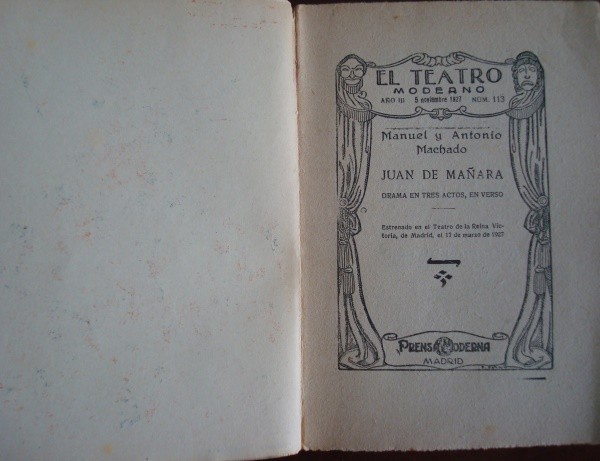 EL TEATRO
MODERNO
AÑO III 5 noviembre 1927 NUM. 113
Manuel y Antonio
Machado
JUAN DE MAÑARA
DRAMA EN TRES ACTOS, EN VERSO
Estrenado en el Teatro de la Reina Vic-
toria, de Madrid, el 17 de marzo de 1927
PRENSA MODERNA
MADRID